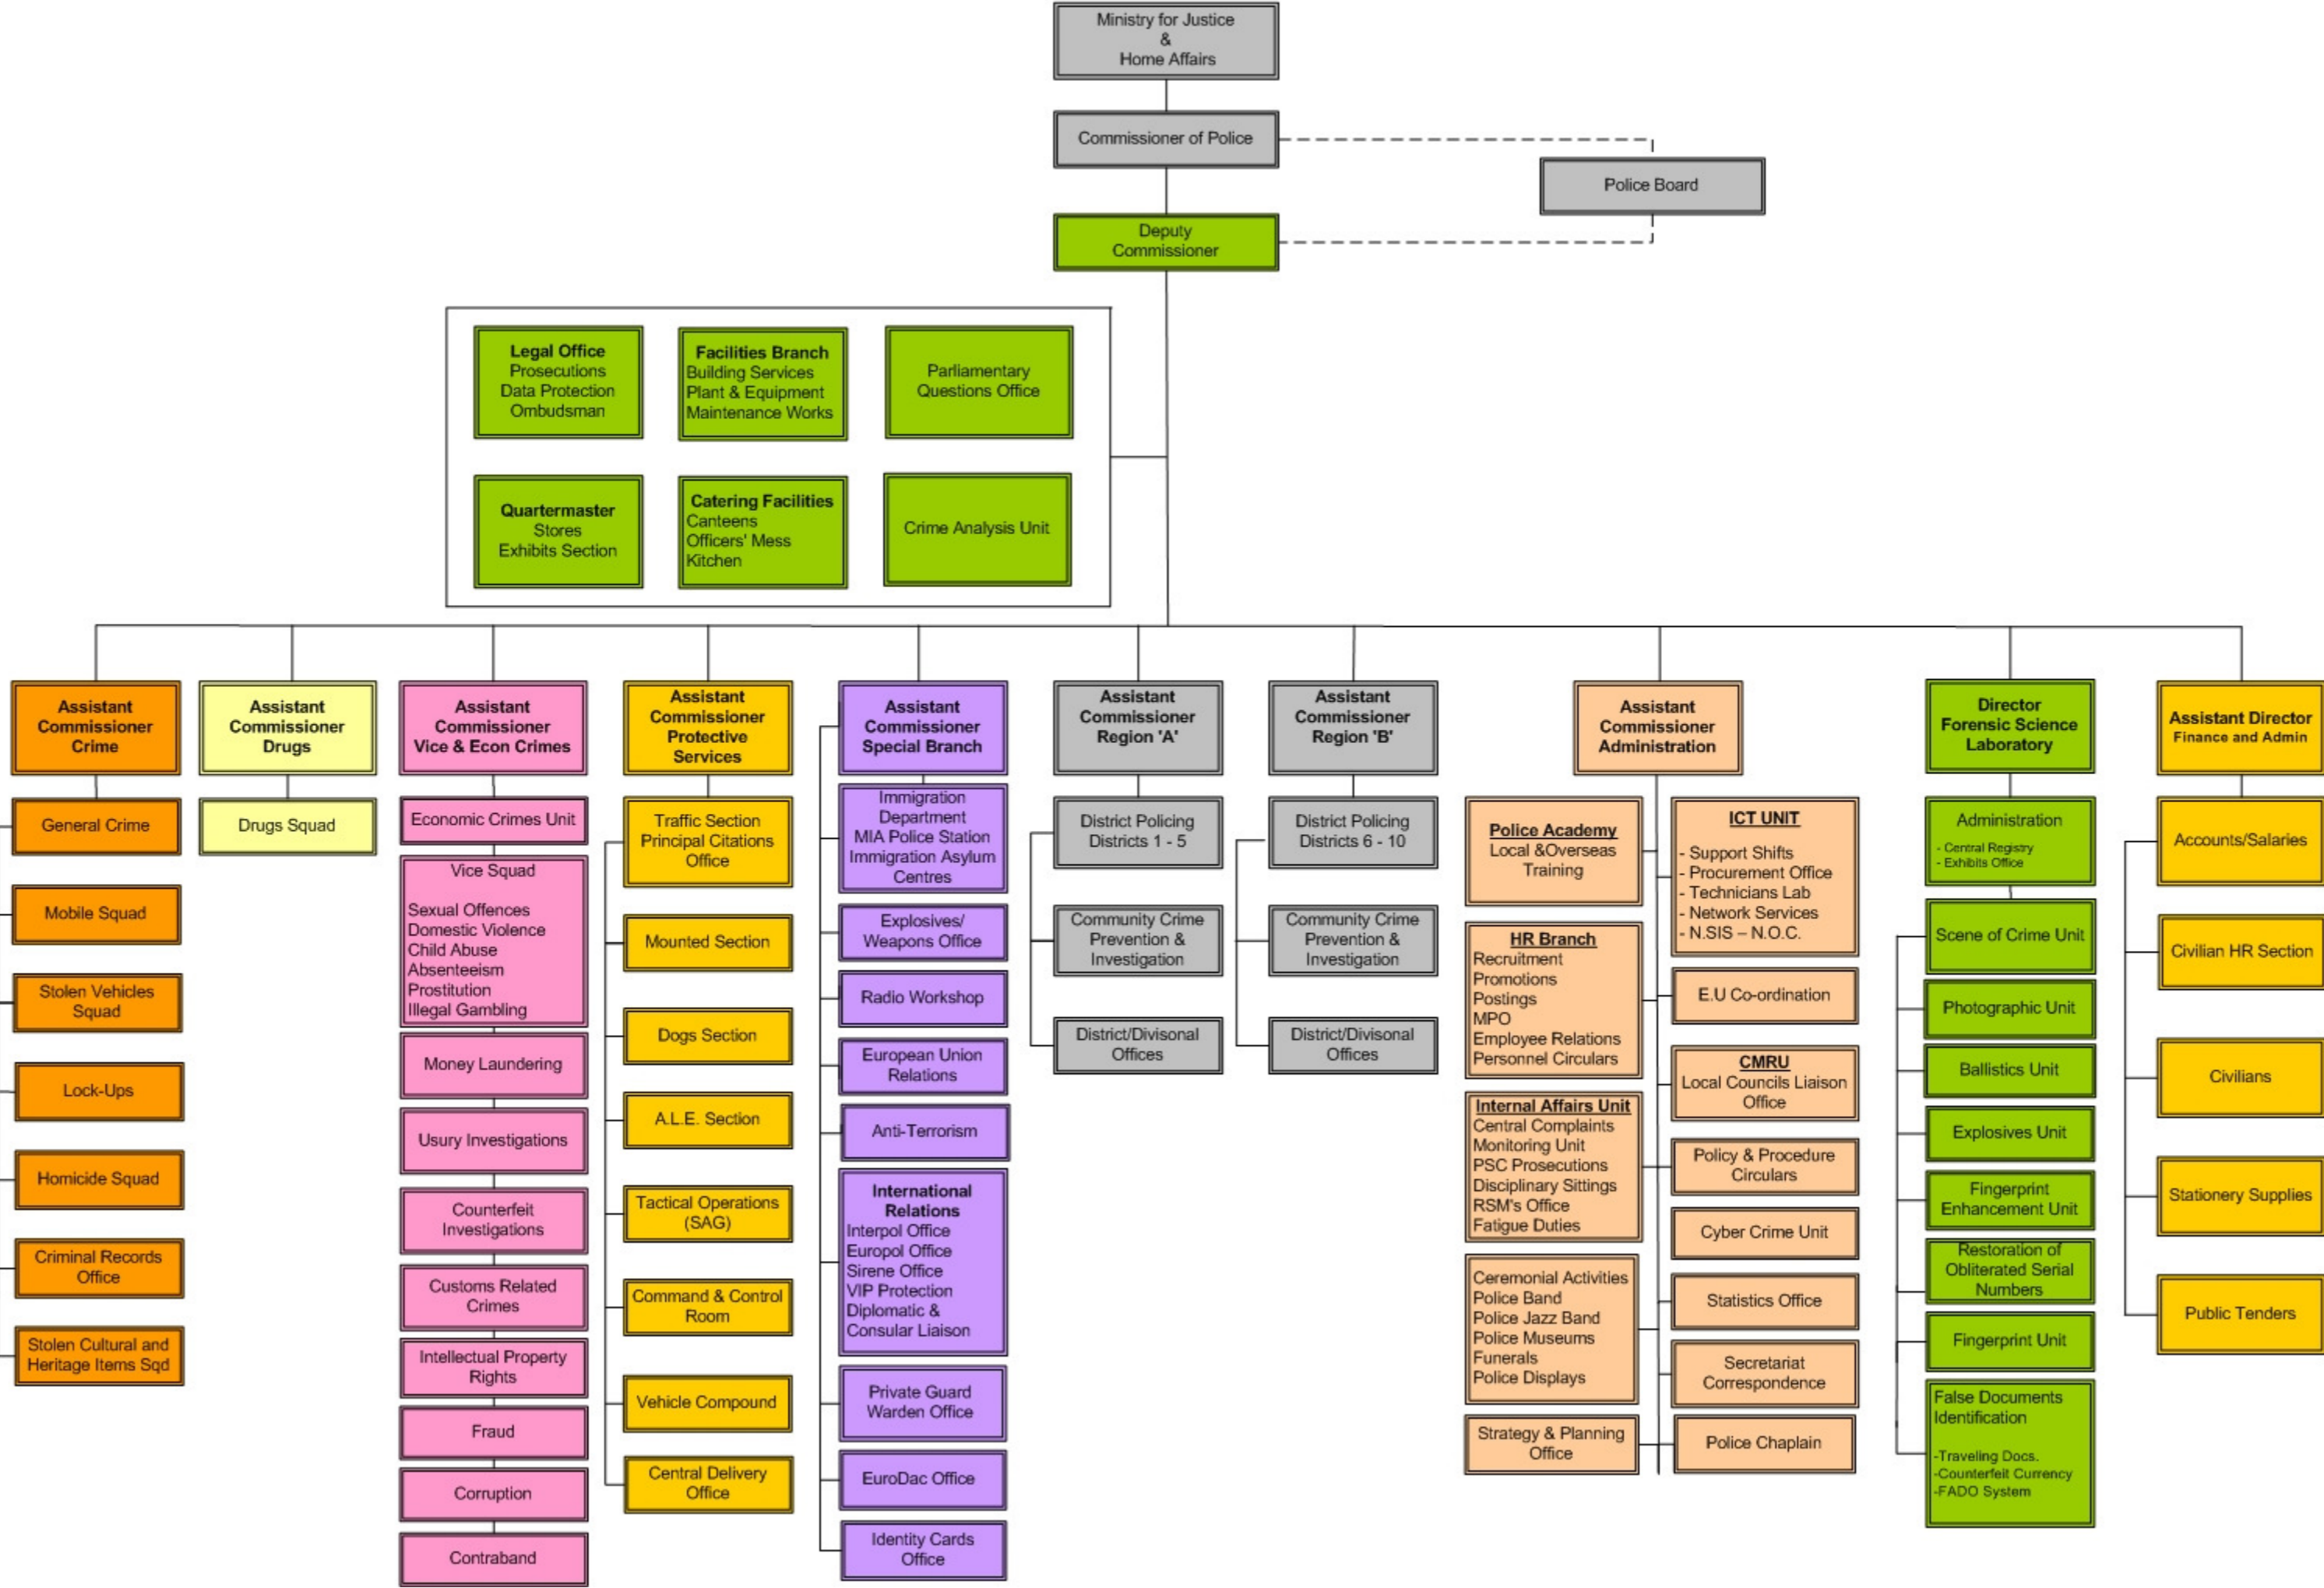 Ministry for Justice
&
Home Affairs
Commissioner of Police
Police Board
Deputy
Commissioner
Legal Office
Prosecutions
Data Protection
Ombudsman
Facilities Branch
Building Services
Plant & Equipment
Maintenance Works
Parliamentary
Questions Office
Quartermaster
Stores
Exhibits Section
Catering Facilities
Canteens
Officers' Mess
Kitchen
Crime Analysis Unit
Assistant
Commissioner
Crime
General Crime
Mobile Squad
Stolen Vehicles
Squad
Lock-Ups
Homicide Squad
Criminal Records
Office
Stolen Cultural and
Heritage Items Sqd
Assistant
Commissioner
Drugs
Drugs Squad
Assistant
Commissioner
Vice & Econ Crimes
Economic Crimes Unit
Vice Squad
Sexual Offences
Domestic Violence
Child Abuse
Absenteeism
Prostitution
Illegal Gambling
Money Laundering
Usury Investigations
Counterfeit
Investigations
Customs Related
Crimes
Intellectual Property
Rights
Fraud
Corruption
Contraband
Assistant
Commissioner
Protective
Services
Traffic Section
Principal Citations
Office
Mounted Section
Dogs Section
A.L.E. Section
Tactical Operations
(SAG)
Command & Control
Room
Vehicle Compound
Central Delivery
Office
Assistant
Commissioner
Special Branch
Immigration
Department
MIA Police Station
Immigration Asylum
Centres
Explosives/
Weapons Office
Radio Workshop
European Union
Relations
Anti-Terrorism
International
Relations
Interpol Office
Europol Office
Sirene Office
VIP Protection
Diplomatic &
Consular Liaison
Private Guard
Warden Office
EuroDac Office
Identity Cards
Office
Assistant
Commissioner
Region 'A'
District Policing
Districts 1 - 5
Community Crime
Prevention &
Investigation
District/Divisonal
Offices
Assistant
Commissioner
Region 'B'
District Policing
Districts 6 - 10
Community Crime
Prevention &
Investigation
District/Divisonal
Offices
Assistant
Commissioner
Administration
Police Academy
Local &Overseas
Training
HR Branch
Recruitment
Promotions
Postings
MPO
Employee Relations
Personnel Circulars
Internal Affairs Unit
Central Complaints
Monitoring Unit
PSC Prosecutions
Disciplinary Sittings
RSM's Office
Fatigue Duties
Ceremonial Activities
Police Band
Police Jazz Band
Police Museums
Funerals
Police Displays
Strategy & Planning
Office
ICT UNIT
- Support Shifts
- Procurement Office
- Technicians Lab
- Network Services
- N.SIS – N.O.C.
E.U Co-ordination
CMRU
Local Councils Liaison
Office
Policy & Procedure
Circulars
Cyber Crime Unit
Statistics Office
Secretariat
Correspondence
Police Chaplain
Director
Forensic Science
Laboratory
Administration
- Central Registry
- Exhibits Office
Scene of Crime Unit
Photographic Unit
Ballistics Unit
Explosives Unit
Fingerprint
Enhancement Unit
Restoration of
Obliterated Serial
Numbers
Fingerprint Unit
False Documents
Identification
-Traveling Docs.
-Counterfeit Currency
-FADO System
Assistant Director
Finance and Admin
Accounts/Salaries
Civilian HR Section
Civilians
Stationery Supplies
Public Tenders